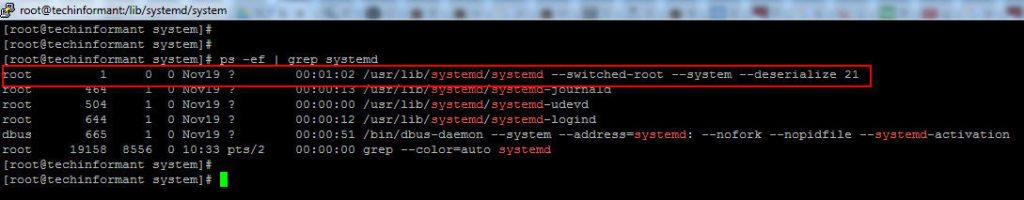 root@techinformant:/lib/systemd/system
[root@techinformant system]#
[root@techinformant system]#
[root@techinformant system]# ps -ef | grep systemd
root 1 0 0 Nov19 ? 00:01:02 /usr/lib/systemd/systemd --switched-root --system --deserialize 21
root 464 1 0 Nov19 ? 00:00:13 /usr/lib/systemd/systemd-journald
root 504 1 0 Nov19 ? 00:00:00 /usr/lib/systemd/systemd-udevd
root 644 1 0 Nov19 ? 00:00:12 /usr/lib/systemd/systemd-logind
dbus 665 1 0 Nov19 ? 00:00:51 /bin/dbus-daemon --system --address=systemd: --nofork --nopidfile --systemd-activation
root 19158 8556 0 10:33 pts/2 00:00:00 grep --color=auto systemd
[root@techinformant system]#
[root@techinformant system]#